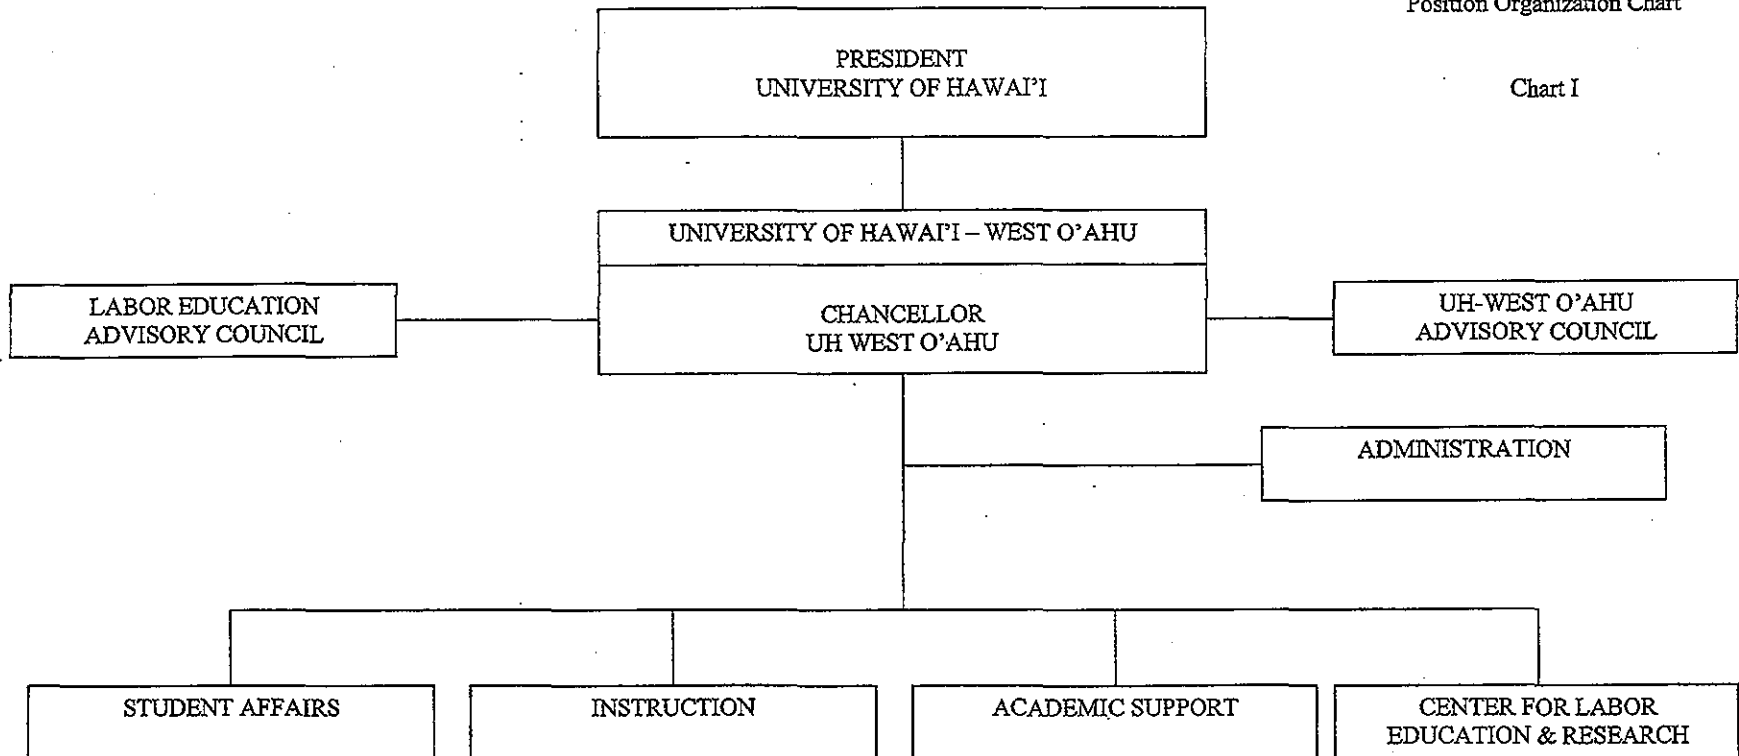 Position Organization Chart
Chart I
PRESIDENT
UNIVERSITY OF HAWAI'I
UNIVERSITY OF HAWAI'I – WEST O'AHU
LABOR EDUCATION
ADVISORY COUNCIL
CHANCELLOR
UH WEST O'AHU
UH-WEST O'AHU
ADVISORY COUNCIL
ADMINISTRATION
STUDENT AFFAIRS
INSTRUCTION
ACADEMIC SUPPORT
CENTER FOR LABOR
EDUCATION & RESEARCH